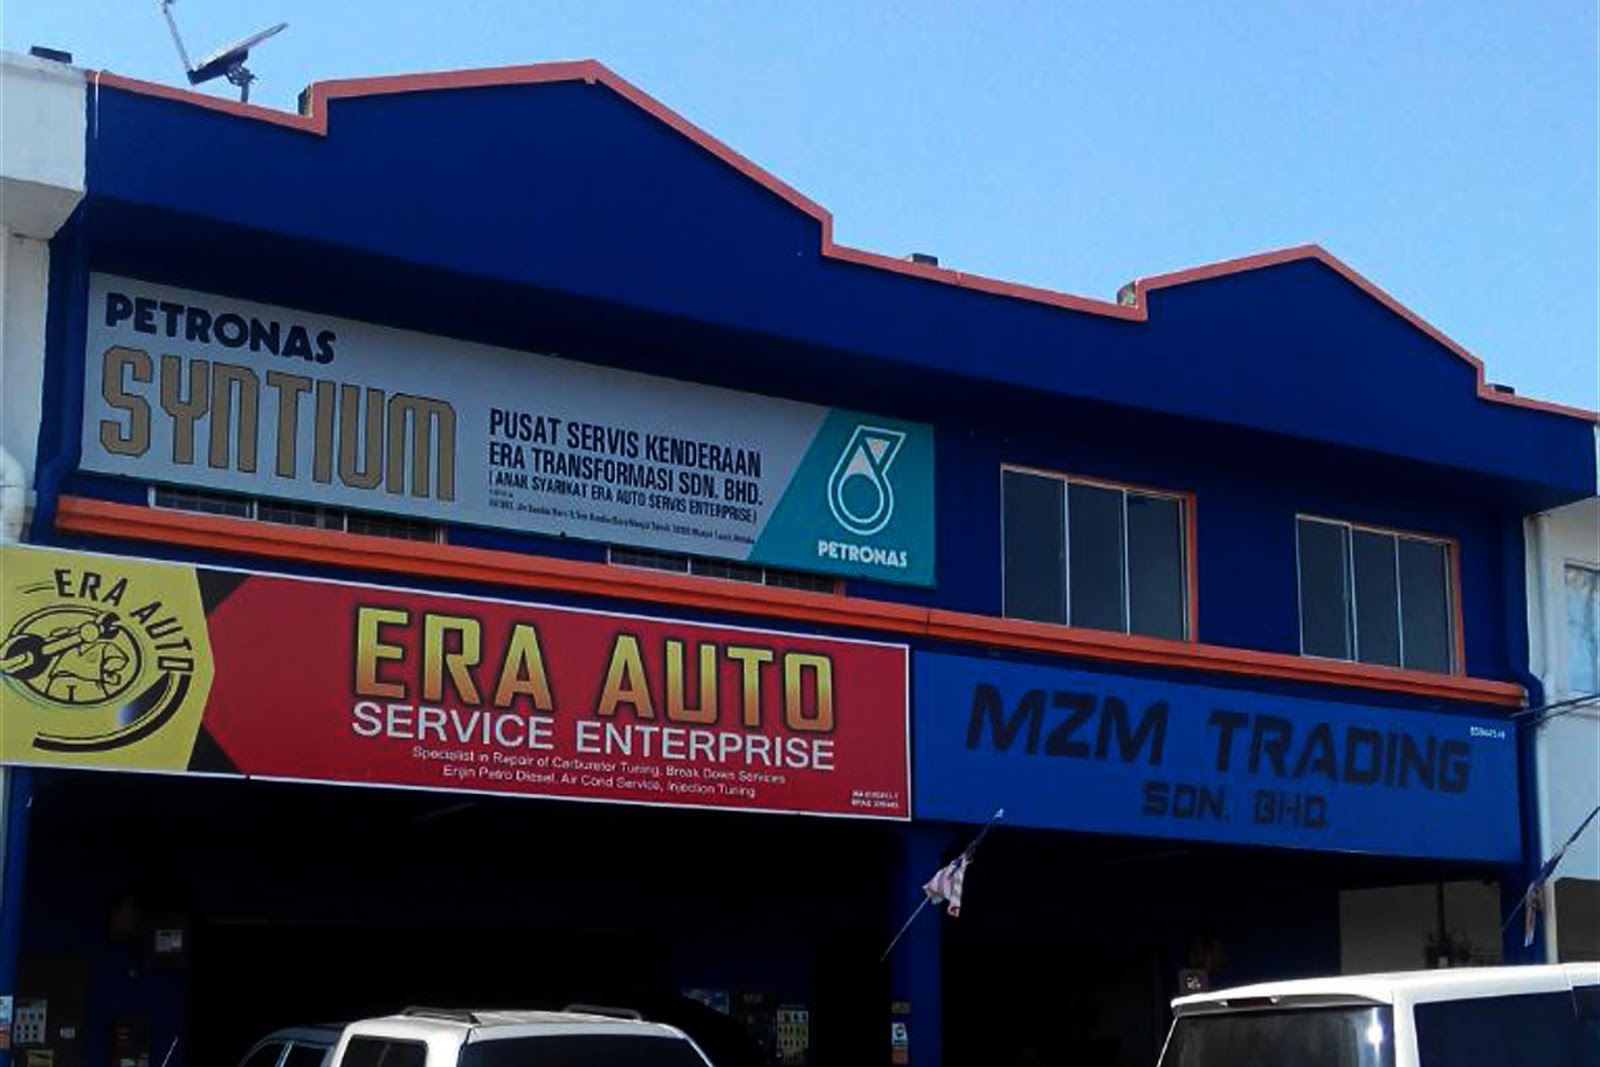 PETRONAS
SYNTIUM
PUSAT SERVIS KENDERAAN
ERA TRANSFORMASI SDN. BHD.
(ANAK SYARIKAT ERA AUTO SERVIS ENTERPRISE)
PETRONAS
ERA AUTO
ERA AUTO
SERVICE ENTERPRISE
Specialist in Repair of Carburetor Tuning, Break Down Services
Enjin Petro Diesel, Air Cond Service, Injection Tuning
MZM TRADING
SDN. BHD.